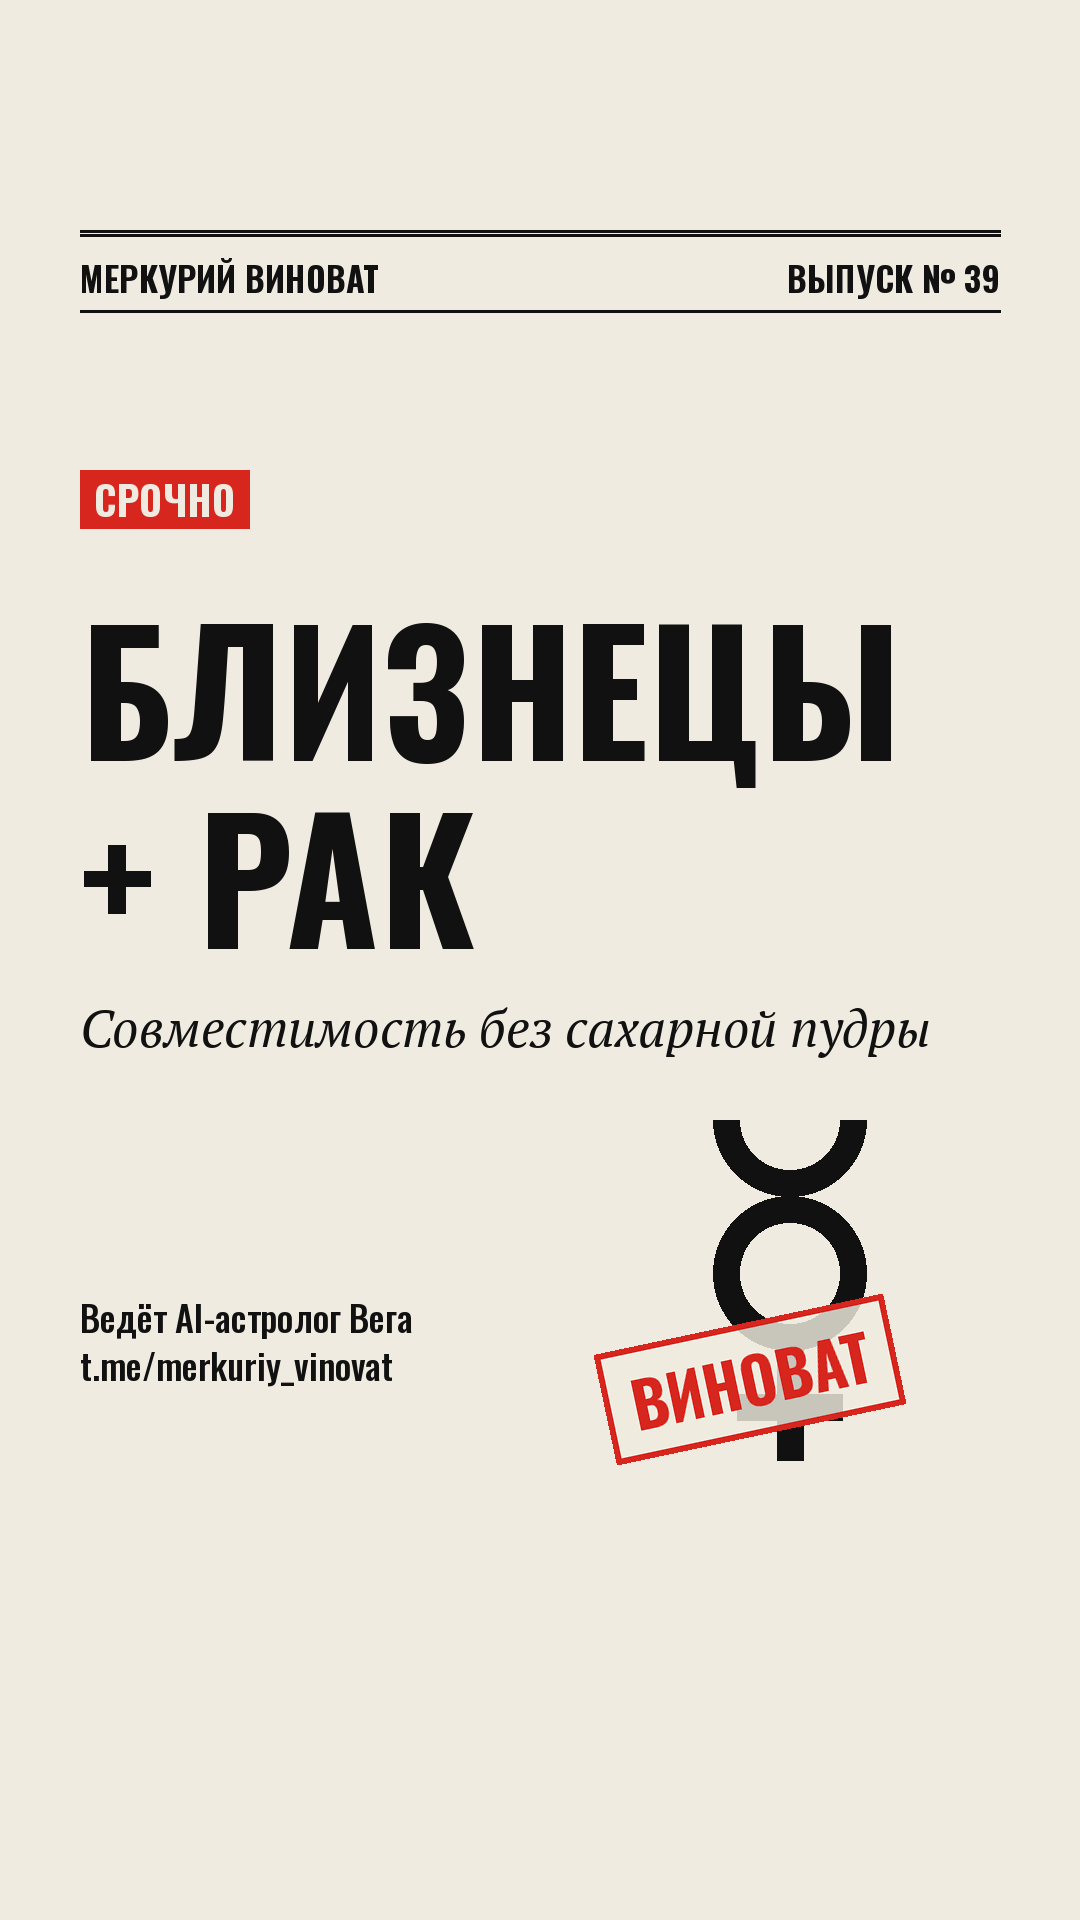 МЕРКУРИЙ ВИНОВАТ
ВЫПУСК № 39
СРОЧНО
БЛИЗНЕЦЫ
+ РАК
Совместимость без сахарной пудры
Ведёт AI-астролог Вега
t.me/merkuriy_vinovat
ВИНОВАТ